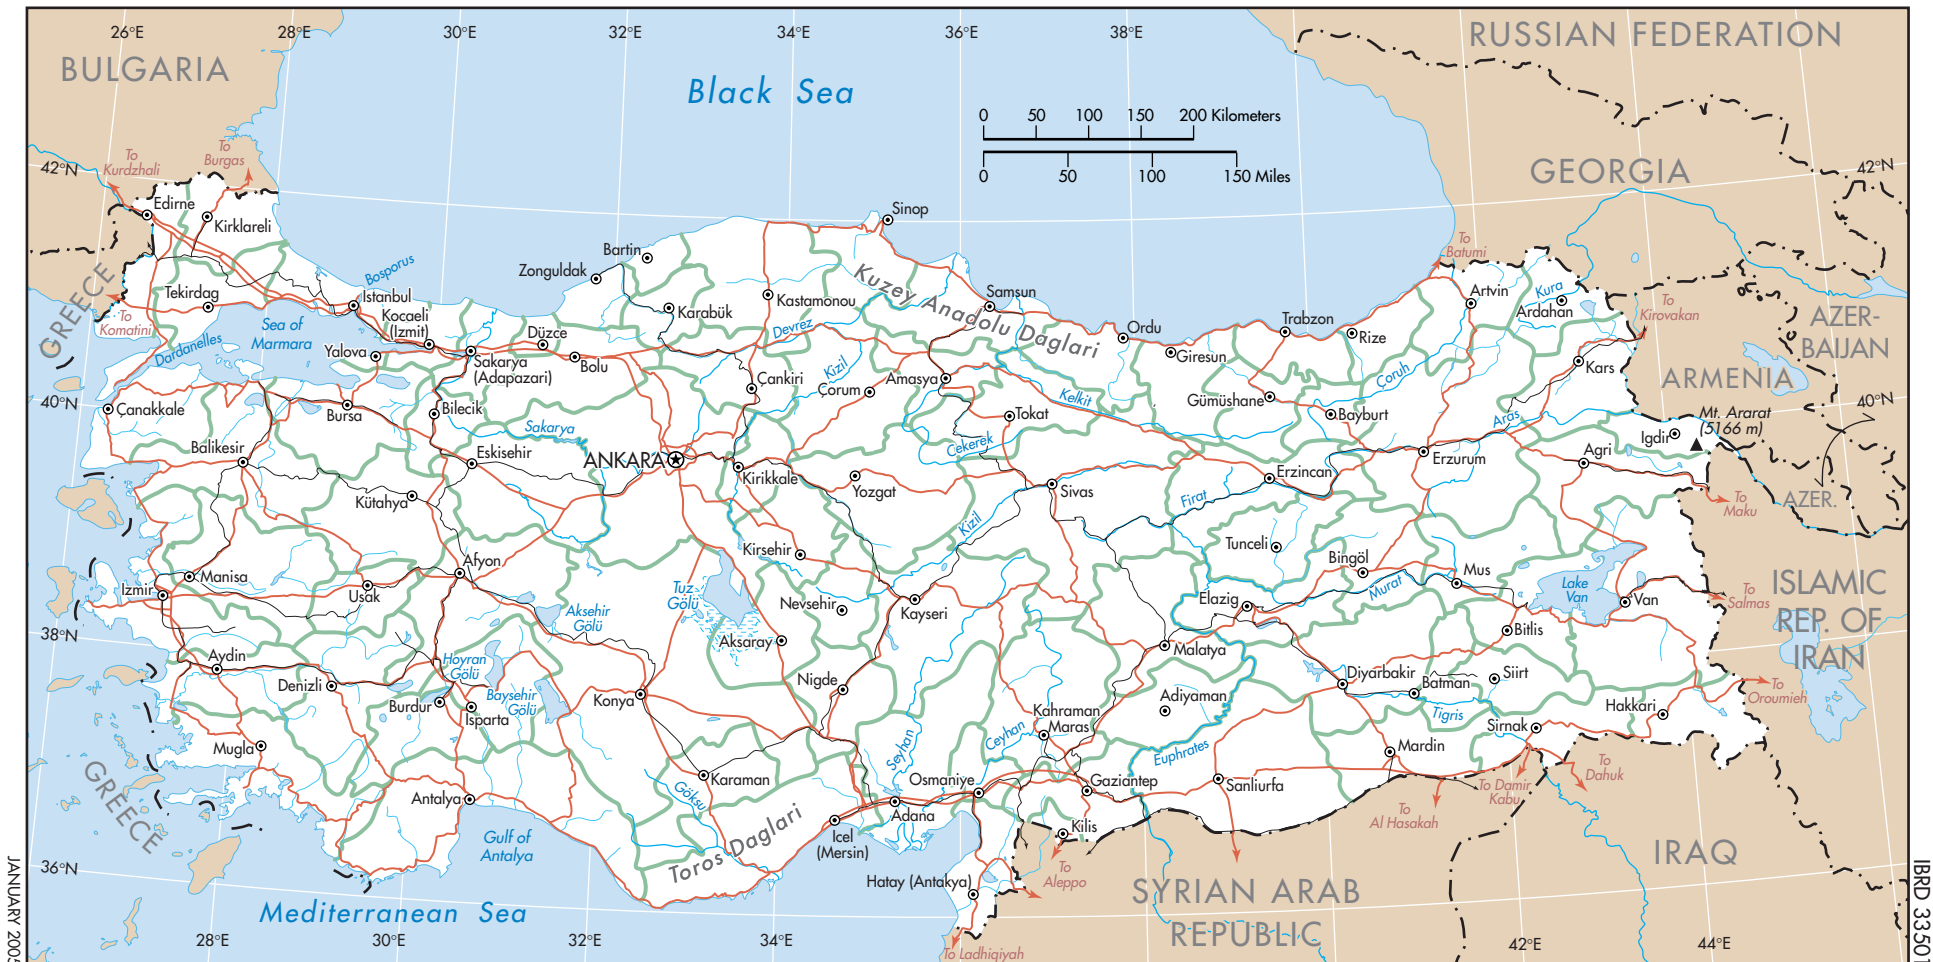 26°E
28°E
30°E
32°E
34°E
36°E
38°E
RUSSIAN FEDERATION
BULGARIA
Black Sea
0 50 100 150 200 Kilometers
0 50 100 150 Miles
To
Kurdzhali
To
Burgas
42°N
GEORGIA
42°N
Edirne
Kirklareli
Sinop
Bartin
Zonguldak
Bosporus
To
Batumi
GREECE
Tekirdag
Istanbul
Kocaeli
(Izmit)
Karabük
Kastamonou
Kuzey Anadolu Daglari
Samsun
Artvin
Kura
Ardahan
To
Kirovakan
AZER-
BAIJAN
To
Komatini
Sea of
Marmara
Dardanelles
Yalova
Düzce
Bolu
Sakarya
(Adapazari)
Devrez
Ordu
Giresun
Trabzon
Rize
Kars
ARMENIA
Çankiri
Kizil
Çorum
Amasya
Çoruh
40°N
Çanakkale
Bursa
Bilecik
Sakarya
Tokat
Kelkit
Gümüshane
Bayburt
Aras
40°N
Mt. Ararat
(5166 m)
Igdir
Balikesir
Eskisehir
ANKARA
Kirikkale
Cekerek
Erzincan
Erzurum
Agri
Kütahya
Yozgat
Sivas
Firat
To
Maku
AZER.
Kizil
Kirsehir
Tunceli
Bingöl
Mus
Lake
Van
Manisa
Izmir
Usak
Afyon
Tuz
Gölü
Nevsehir
Kayseri
Elazig
Murat
Van
To
Salmas
ISLAMIC
REP. OF
IRAN
Aksehir
Gölü
38°N
Aksaray
Malatya
Bitlis
Aydin
Denizli
Hoyran
Gölü
Burdur
Isparta
Baysehir
Gölü
Konya
Nigde
Adiyaman
Diyarbakir
Batman
Siirt
Tigris
Hakkari
To
Oroumieh
Mugla
Kahraman
Maras
Ceyhan
Seyhan
Euphrates
Mardin
Sirnak
GREECE
Karaman
Göksu
Osmaniye
Gaziantep
Sanliurfa
To Damir
Kabu
To
Dahuk
Antalya
Adana
To
Al Hasakah
Gulf of
Antalya
Toros Daglari
Icel
(Mersin)
Kilis
36°N
Hatay (Antakya)
To
Aleppo
IRAQ
SYRIAN ARAB
REPUBLIC
Mediterranean Sea
28°E
30°E
32°E
34°E
To Ladhiqiyah
42°E
44°E
IBRD 33501